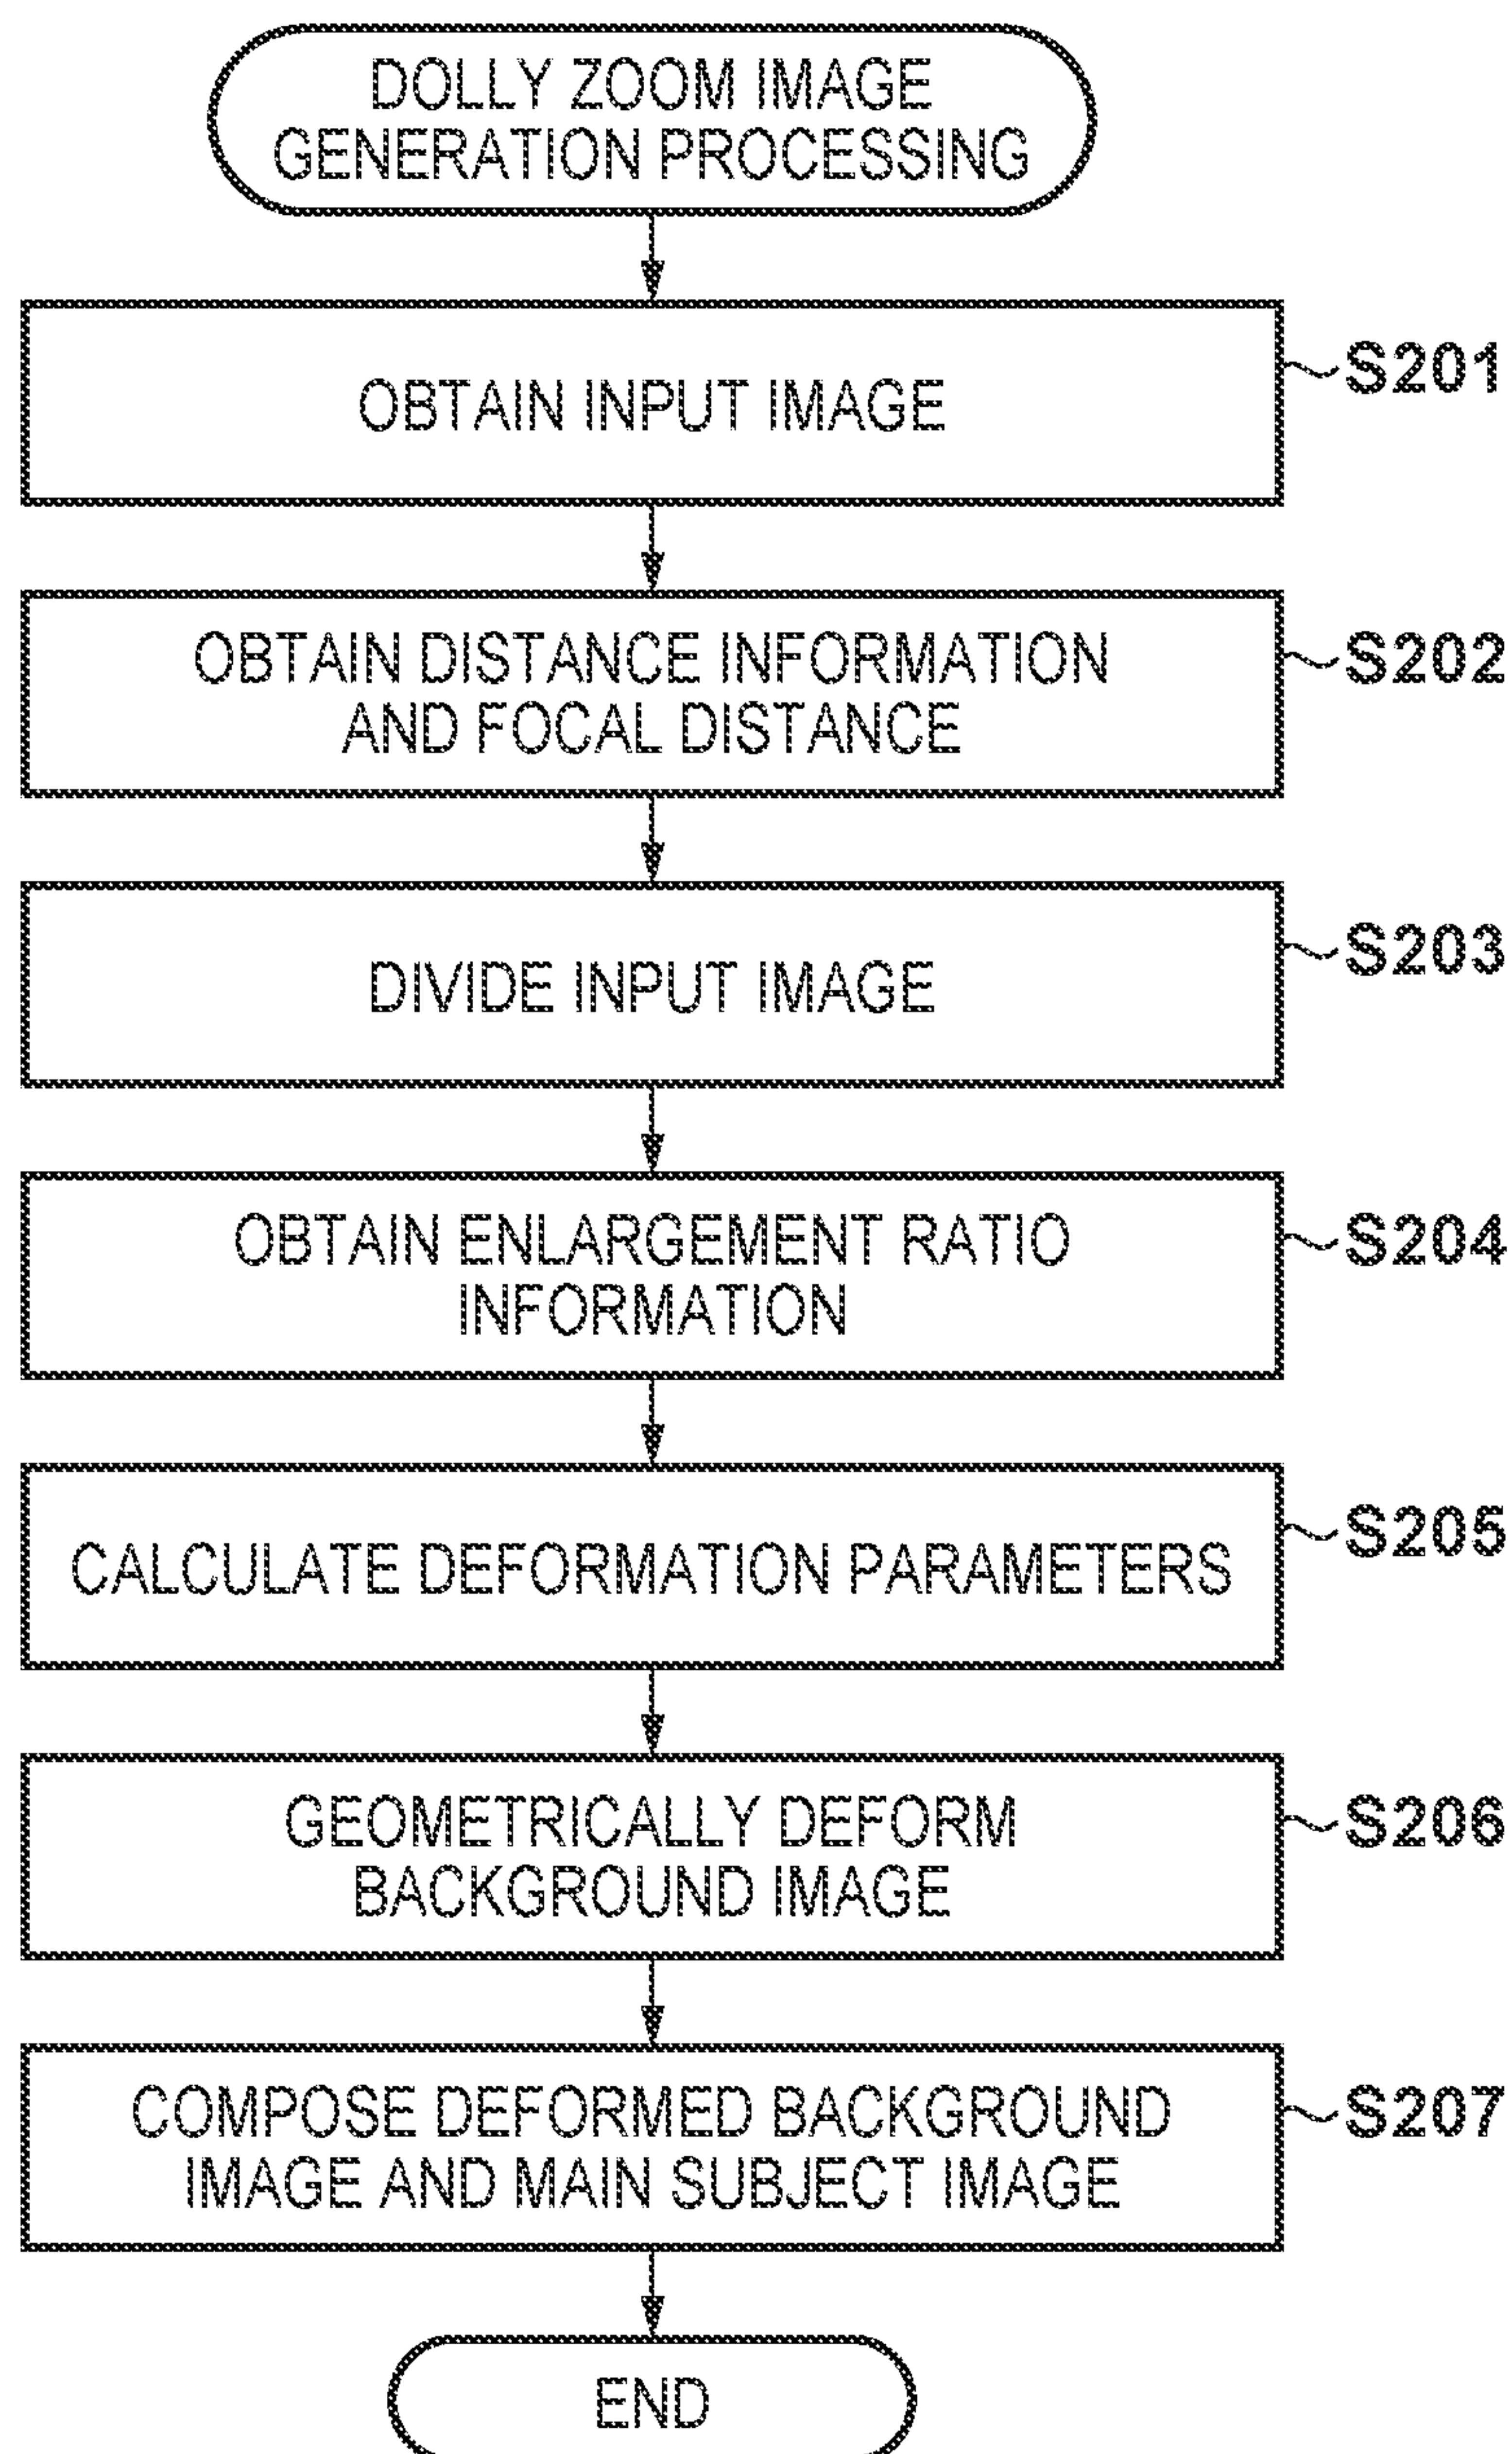 DOLLY ZOOM IMAGE
GENERATION PROCESSING
OBTAIN INPUT IMAGE
S201
OBTAIN DISTANCE INFORMATION
AND FOCAL DISTANCE
S202
DIVIDE INPUT IMAGE
S203
OBTAIN ENLARGEMENT RATIO
INFORMATION
S204
CALCULATE DEFORMATION PARAMETERS
S205
GEOMETRICALLY DEFORM
BACKGROUND IMAGE
S206
COMPOSE DEFORMED BACKGROUND
IMAGE AND MAIN SUBJECT IMAGE
S207
END